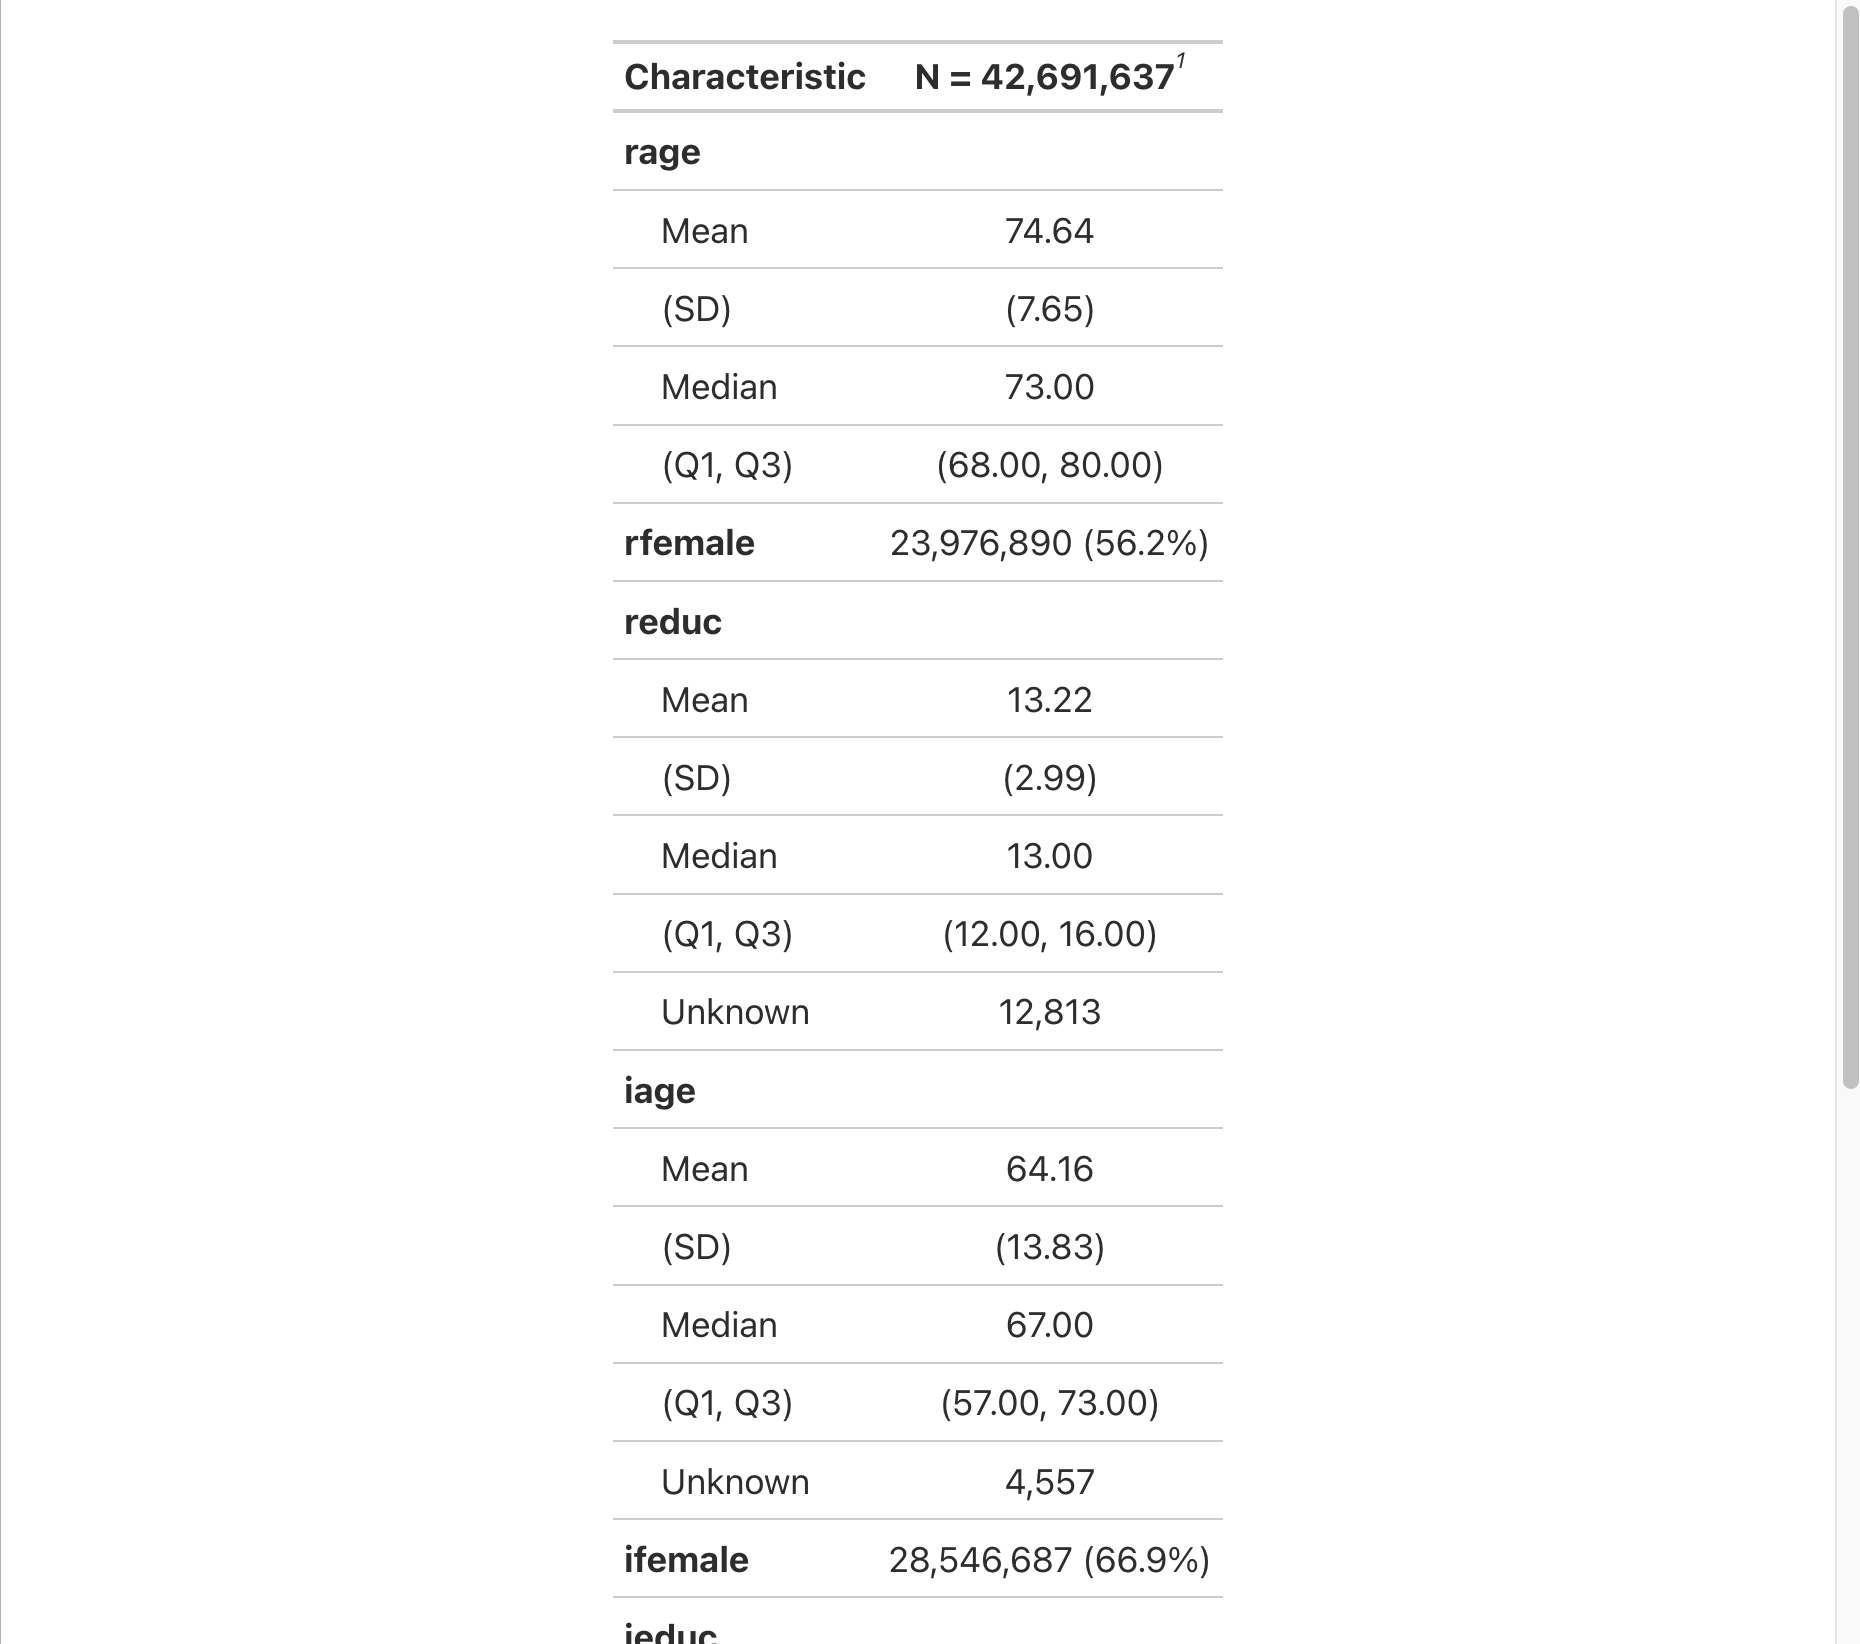 Characteristic N = 42,691,637¹
rage
Mean 74.64
(SD) (7.65)
Median 73.00
(Q1, Q3) (68.00, 80.00)
rfemale 23,976,890 (56.2%)
reduc
Mean 13.22
(SD) (2.99)
Median 13.00
(Q1, Q3) (12.00, 16.00)
Unknown 12,813
iage
Mean 64.16
(SD) (13.83)
Median 67.00
(Q1, Q3) (57.00, 73.00)
Unknown 4,557
ifemale 28,546,687 (66.9%)
ieduc